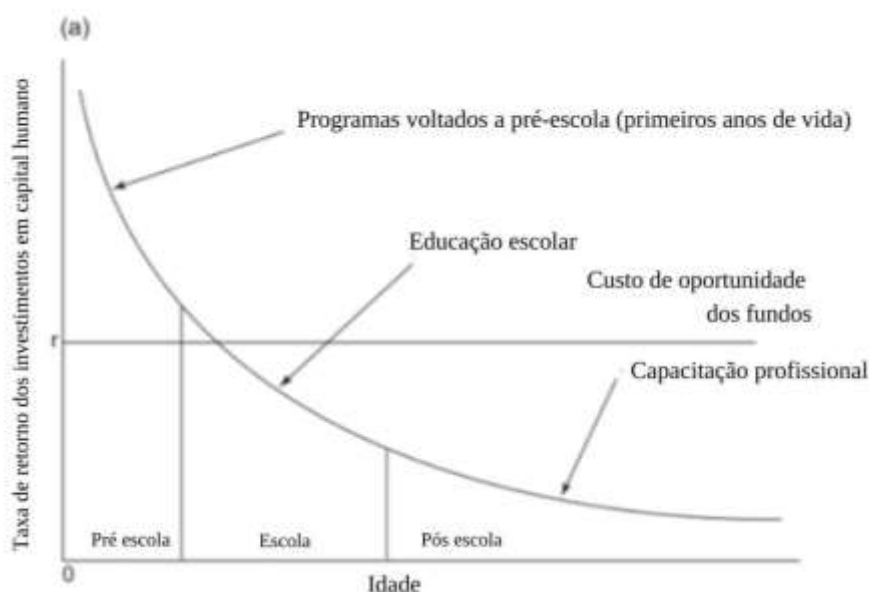 (a)
Taxa de retorno dos investimentos em capital humano
Programas voltados a pré-escola (primeiros anos de vida)
Educação escolar
Custo de oportunidade
dos fundos
r
Capacitação profissional
Pré escola
Escola
Pós escola
0
Idade